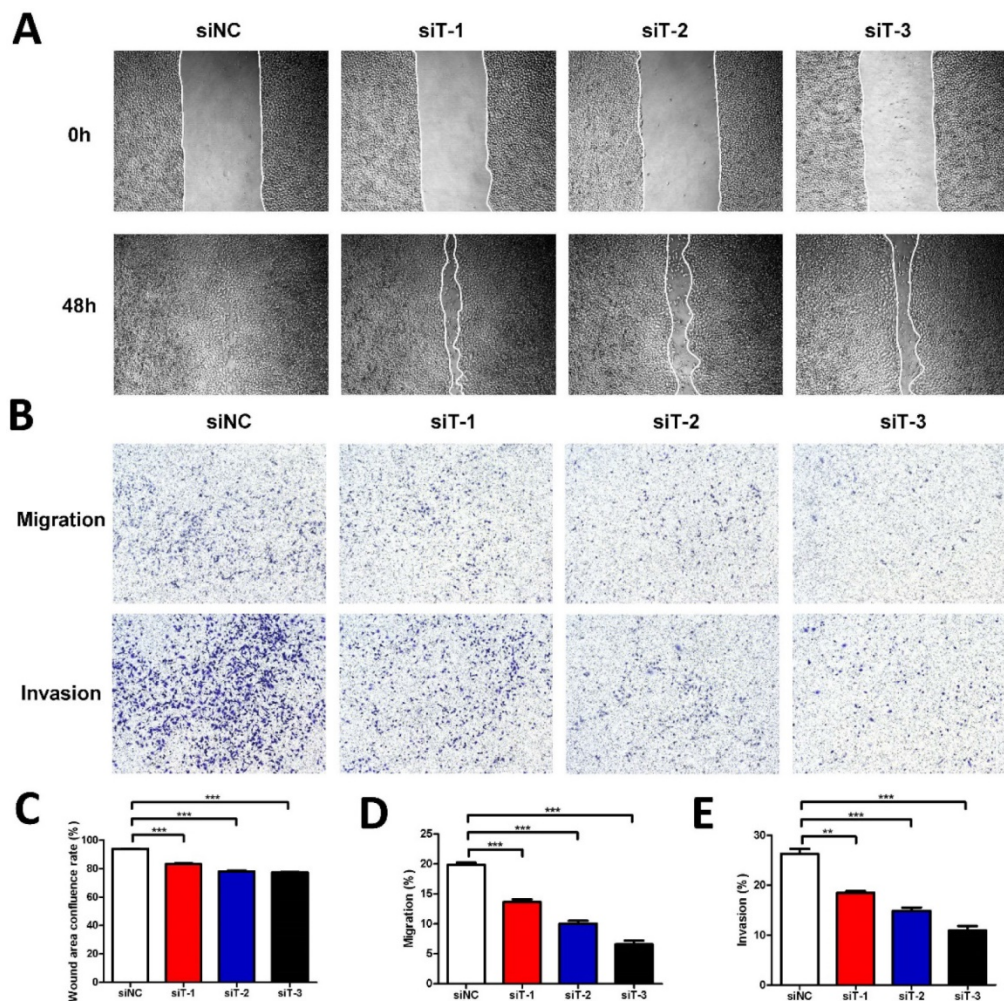 A
siNC siT-1 siT-2 siT-3
0h
48h
B
siNC siT-1 siT-2 siT-3
Migration
Invasion
C
Wound area confluence rate (%)
100
80
60
40
20
0
***
***
***
siNC siT-1 siT-2 siT-3
D
Migration (%)
25
20
15
10
5
0
***
***
***
siNC siT-1 siT-2 siT-3
E
Invasion (%)
30
20
10
0
***
***
**
siNC siT-1 siT-2 siT-3